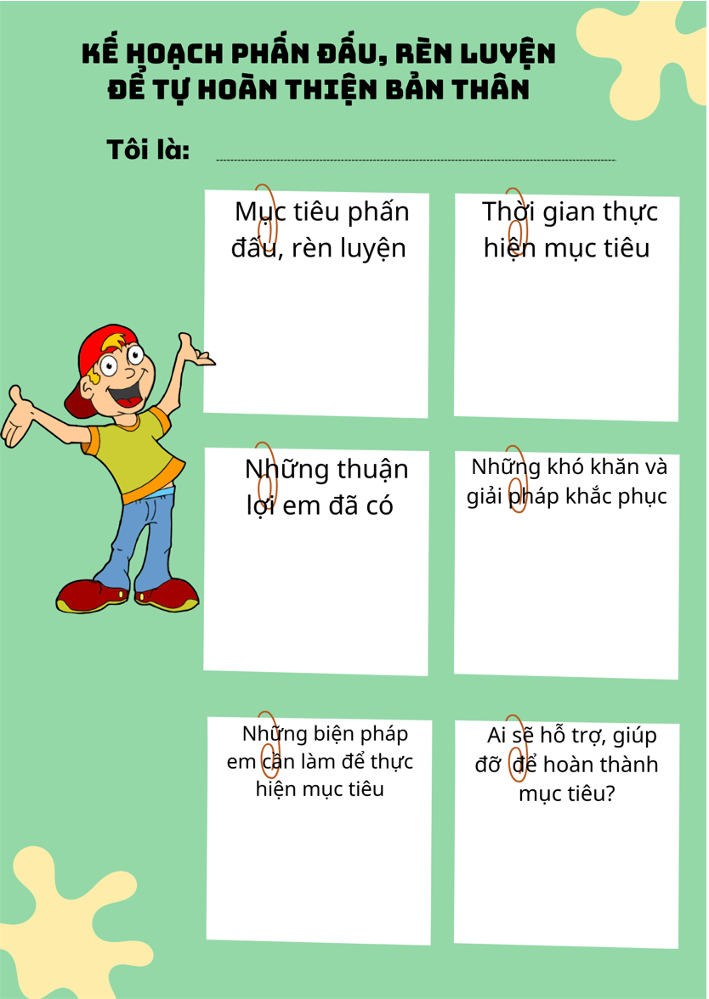 KẾ HOẠCH PHẤN ĐẤU, RÈN LUYỆN
ĐỂ TỰ HOÀN THIỆN BẢN THÂN
Tôi là:
Mục tiêu phấn
đấu, rèn luyện
Thời gian thực
hiện mục tiêu
Những thuận
lợi em đã có
Những khó khăn và
giải pháp khắc phục
Những biện pháp
em cần làm để thực
hiện mục tiêu
Ai sẽ hỗ trợ, giúp
đỡ để hoàn thành
mục tiêu?